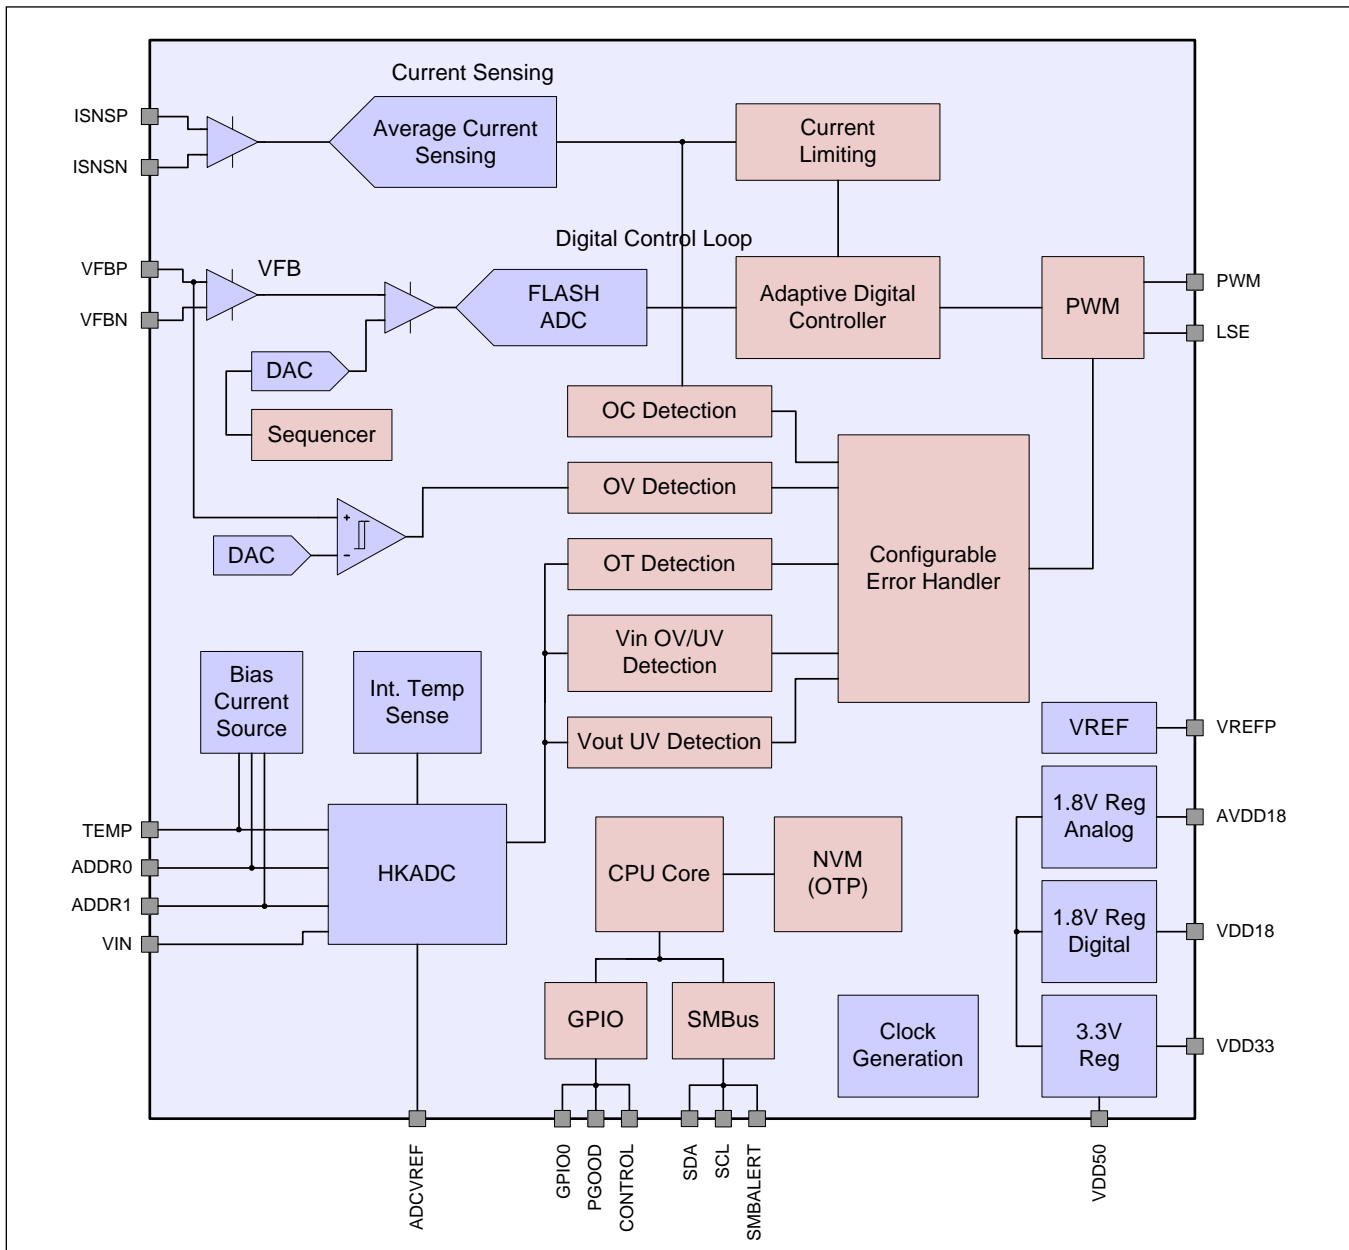 Current Sensing
ISNSP
ISNSN
Average Current
Sensing
Current
Limiting
Digital Control Loop
VFBP
VFBN
VFB
FLASH
ADC
Adaptive Digital
Controller
PWM
PWM
LSE
DAC
Sequencer
OC Detection
OV Detection
+
-
DAC
OT Detection
Configurable
Error Handler
Vin OV/UV
Detection
Vout UV Detection
Bias
Current
Source
Int. Temp
Sense
VREF
VREFP
TEMP
ADDR0
ADDR1
VIN
HKADC
CPU Core
NVM
(OTP)
1.8V Reg
Analog
AVDD18
1.8V Reg
Digital
VDD18
GPIO
SMBus
Clock
Generation
3.3V
Reg
VDD33
ADCVREF
GPIO0
PGOOD
CONTROL
SDA
SCL
SMBALERT
VDD50